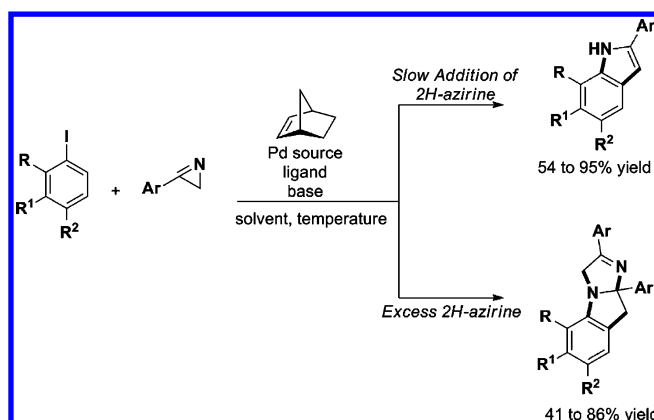 I
R
R¹
R²
+
Ar
N
Pd source
ligand
base
solvent, temperature
Slow Addition of
2H-azirine
Ar
HN
R
R¹
R²
54 to 95% yield
Excess 2H-azirine
Ar
N
N
Ar
R
R¹
R²
41 to 86% yield